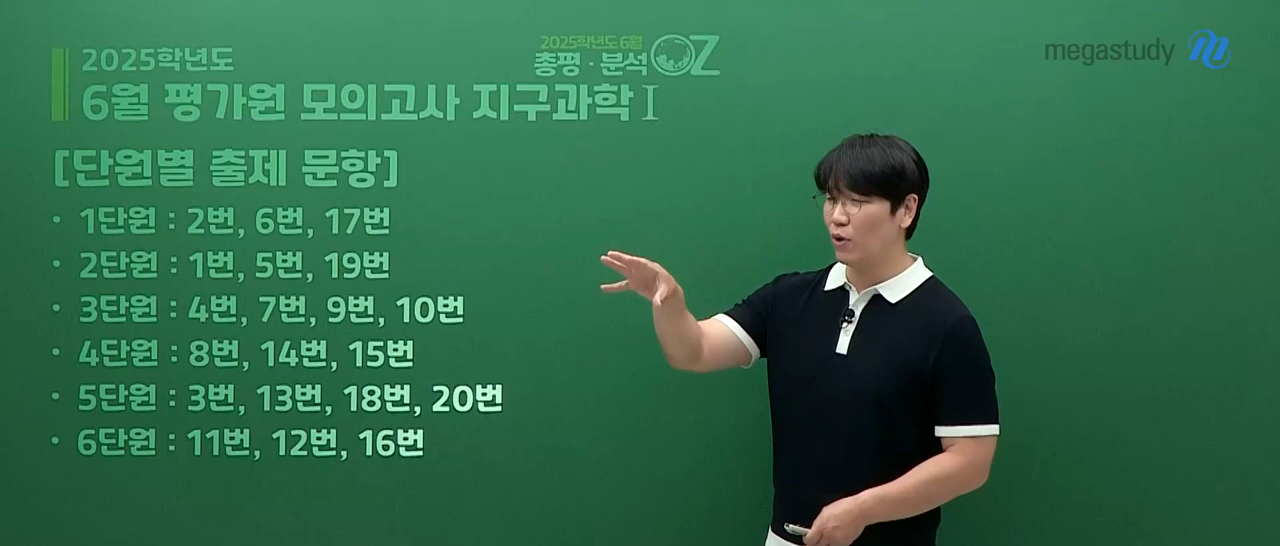 2025학년도
6월 평가원 모의고사 지구과학Ⅰ
2025학년도 6월
총평·분석 OZ
megastudy
[단원별 출제 문항]
• 1단원 : 2번, 6번, 17번
• 2단원 : 1번, 5번, 19번
• 3단원 : 4번, 7번, 9번, 10번
• 4단원 : 8번, 14번, 15번
• 5단원 : 3번, 13번, 18번, 20번
• 6단원 : 11번, 12번, 16번